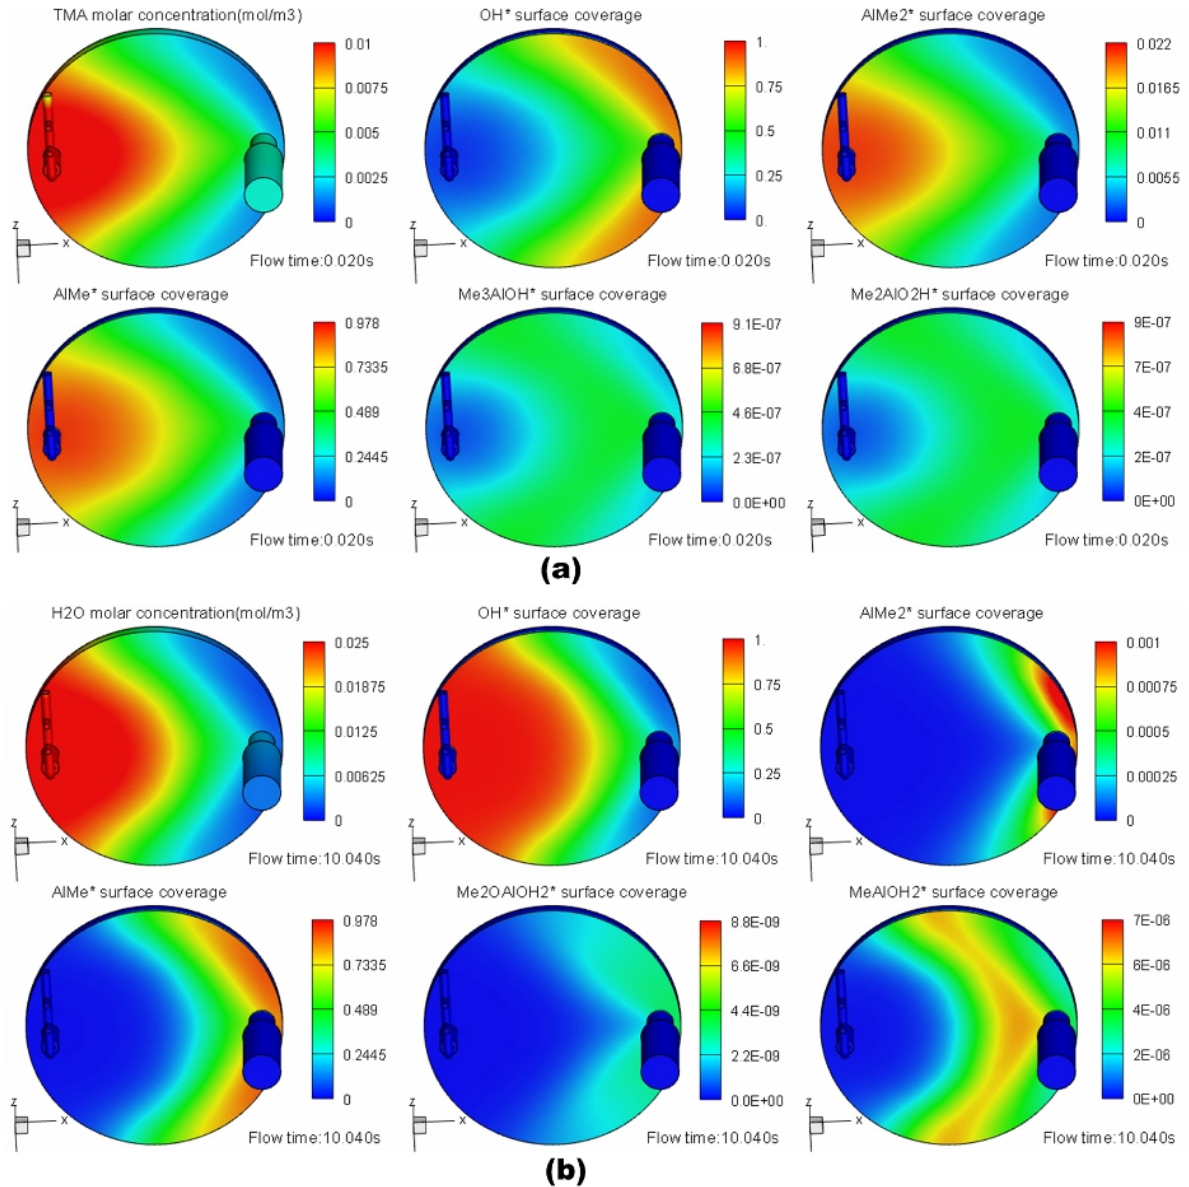 TMA molar concentration(mol/m3)
0.01
0.0075
0.005
0.0025
0
z
x
Flow time:0.020s
OH* surface coverage
1.
0.75
0.5
0.25
0.
z
x
Flow time:0.020s
AlMe2* surface coverage
0.022
0.0165
0.011
0.0055
0
z
x
Flow time:0.020s
AlMe* surface coverage
0.978
0.7335
0.489
0.2445
0
z
x
Flow time:0.020s
Me3AlOH* surface coverage
9.1E-07
6.8E-07
4.6E-07
2.3E-07
0.0E+00
z
x
Flow time:0.020s
Me2AlO2H* surface coverage
9E-07
7E-07
4E-07
2E-07
0E+00
z
x
Flow time:0.020s
(a)
H2O molar concentration(mol/m3)
0.025
0.01875
0.0125
0.00625
0
z
x
Flow time:10.040s
OH* surface coverage
1.
0.75
0.5
0.25
0.
z
x
Flow time:10.040s
AlMe2* surface coverage
0.001
0.00075
0.0005
0.00025
0
z
x
Flow time:10.040s
AlMe* surface coverage
0.978
0.7335
0.489
0.2445
0
z
x
Flow time:10.040s
Me2OAlOH2* surface coverage
8.8E-09
6.6E-09
4.4E-09
2.2E-09
0.0E+00
z
x
Flow time:10.040s
MeAlOH2* surface coverage
7E-06
6E-06
4E-06
2E-06
0E+00
z
x
Flow time:10.040s
(b)